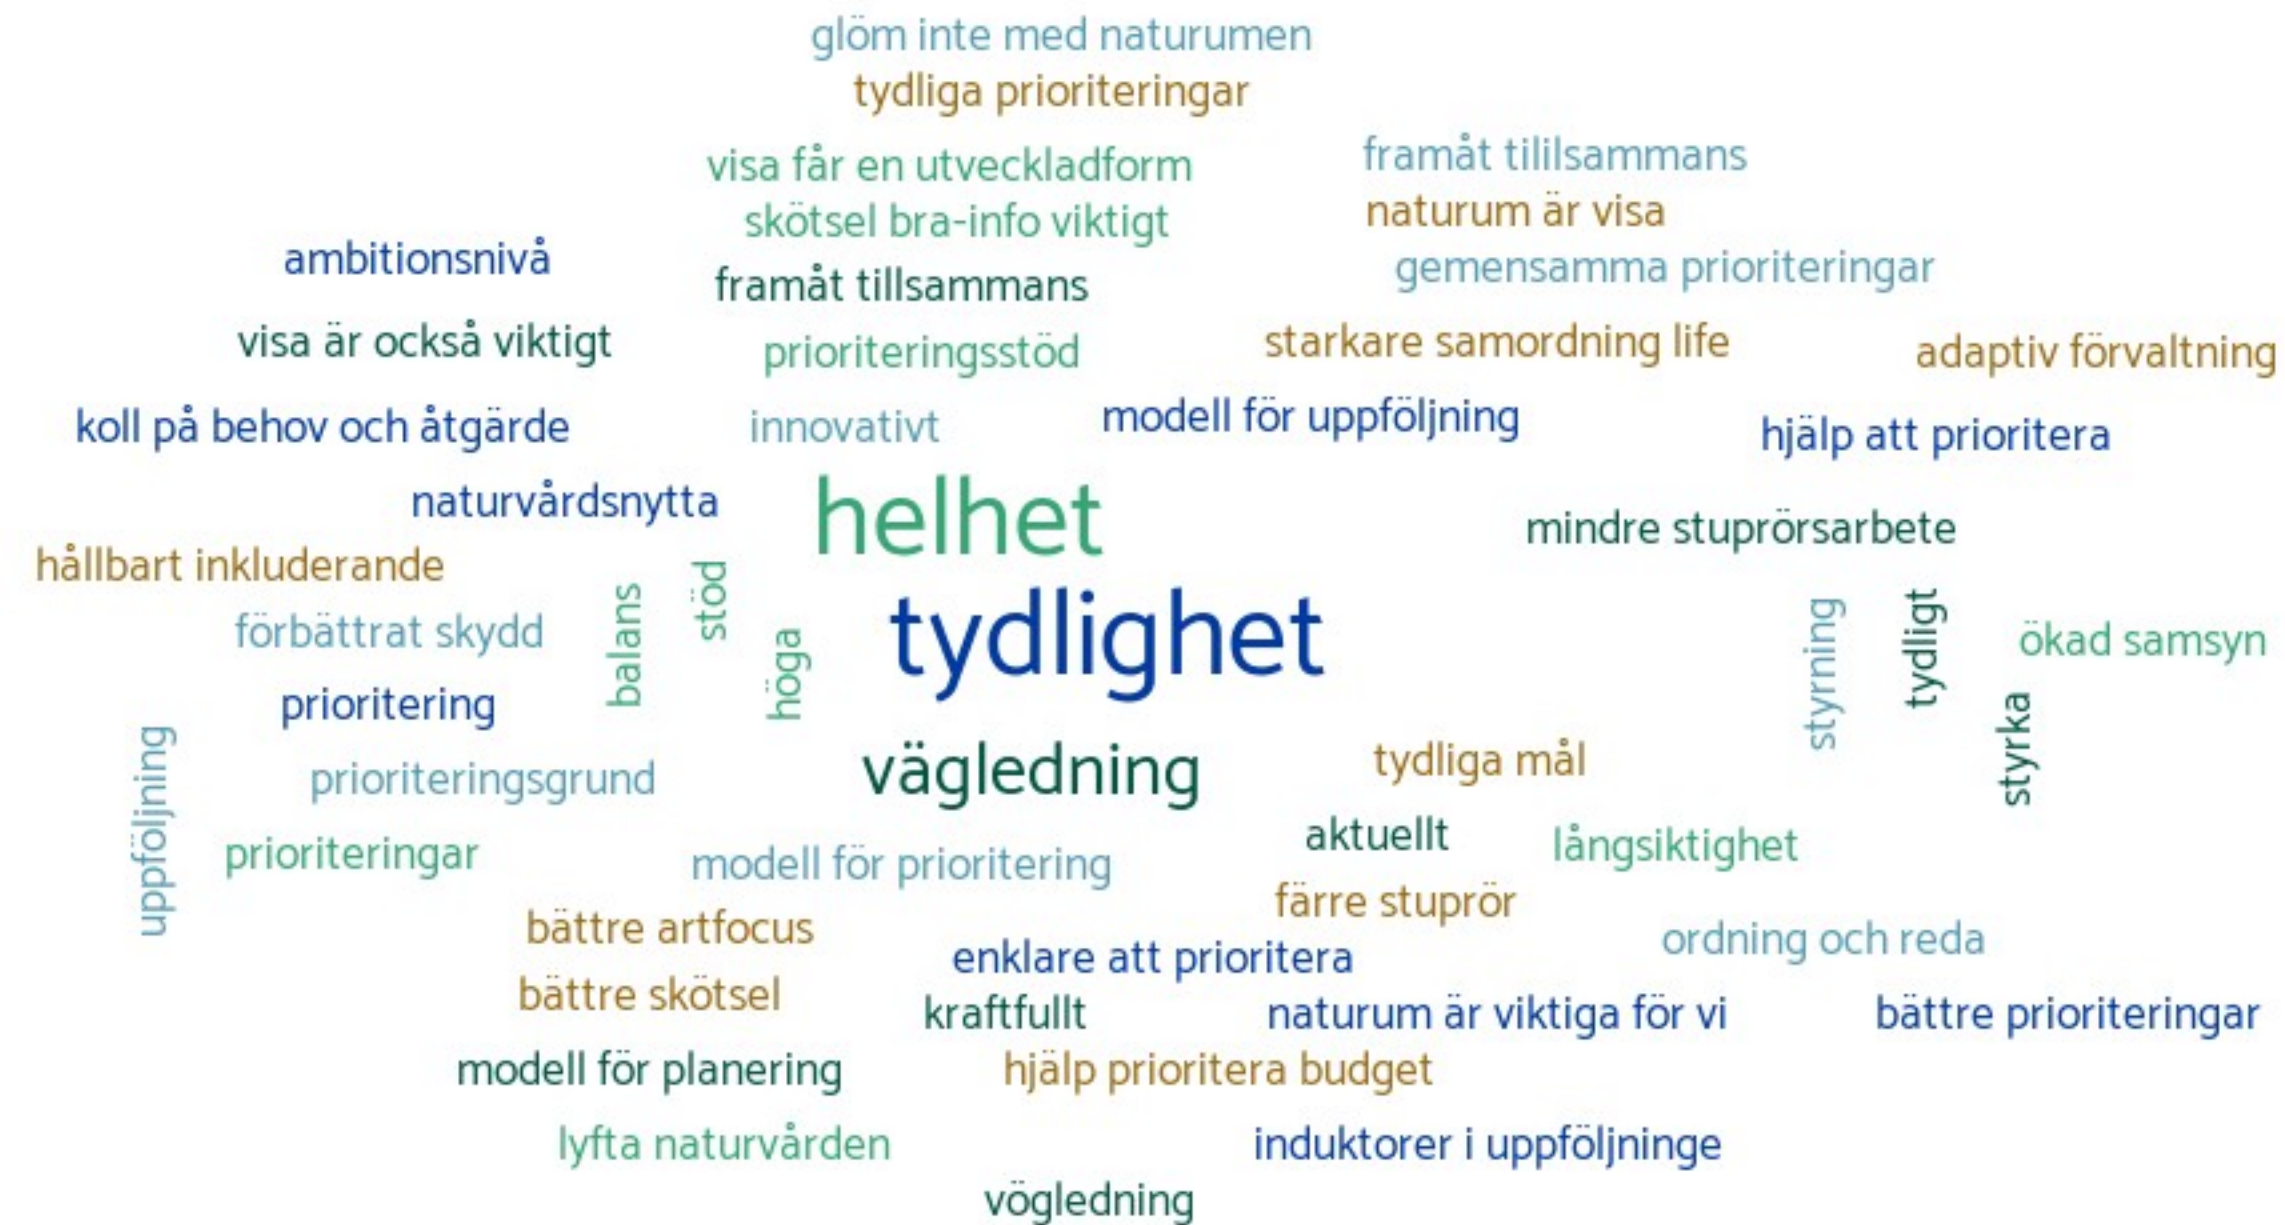 glöm inte med naturumen
tydliga prioriteringar
visa får en utveckladform
framåt tililsammans
skötsel bra-info viktigt
naturum är visa
ambitionsnivå
gemensamma prioriteringar
framåt tillsammans
visa är också viktigt
starkare samordning life
prioriteringsstöd
adaptiv förvaltning
koll på behov och åtgärde
innovativt
modell för uppföljning
hjälp att prioritera
naturvårdsnytta
helhet
mindre stuprörsarbete
hållbart inkluderande
stöd
balans
förbättrat skydd
höga
tydlighet
styrning
tydligt
ökad samsyn
prioritering
styrka
uppföljning
prioriteringsgrund
vägledning
tydliga mål
aktuellt
långsiktighet
prioriteringar
modell för prioritering
färre stuprör
bättre artfocus
ordning och reda
enklare att prioritera
bättre skötsel
kraftfullt
naturum är viktiga för vi
bättre prioriteringar
modell för planering
hjälp prioritera budget
lyfta naturvården
induktorer i uppföljninge
vögledning